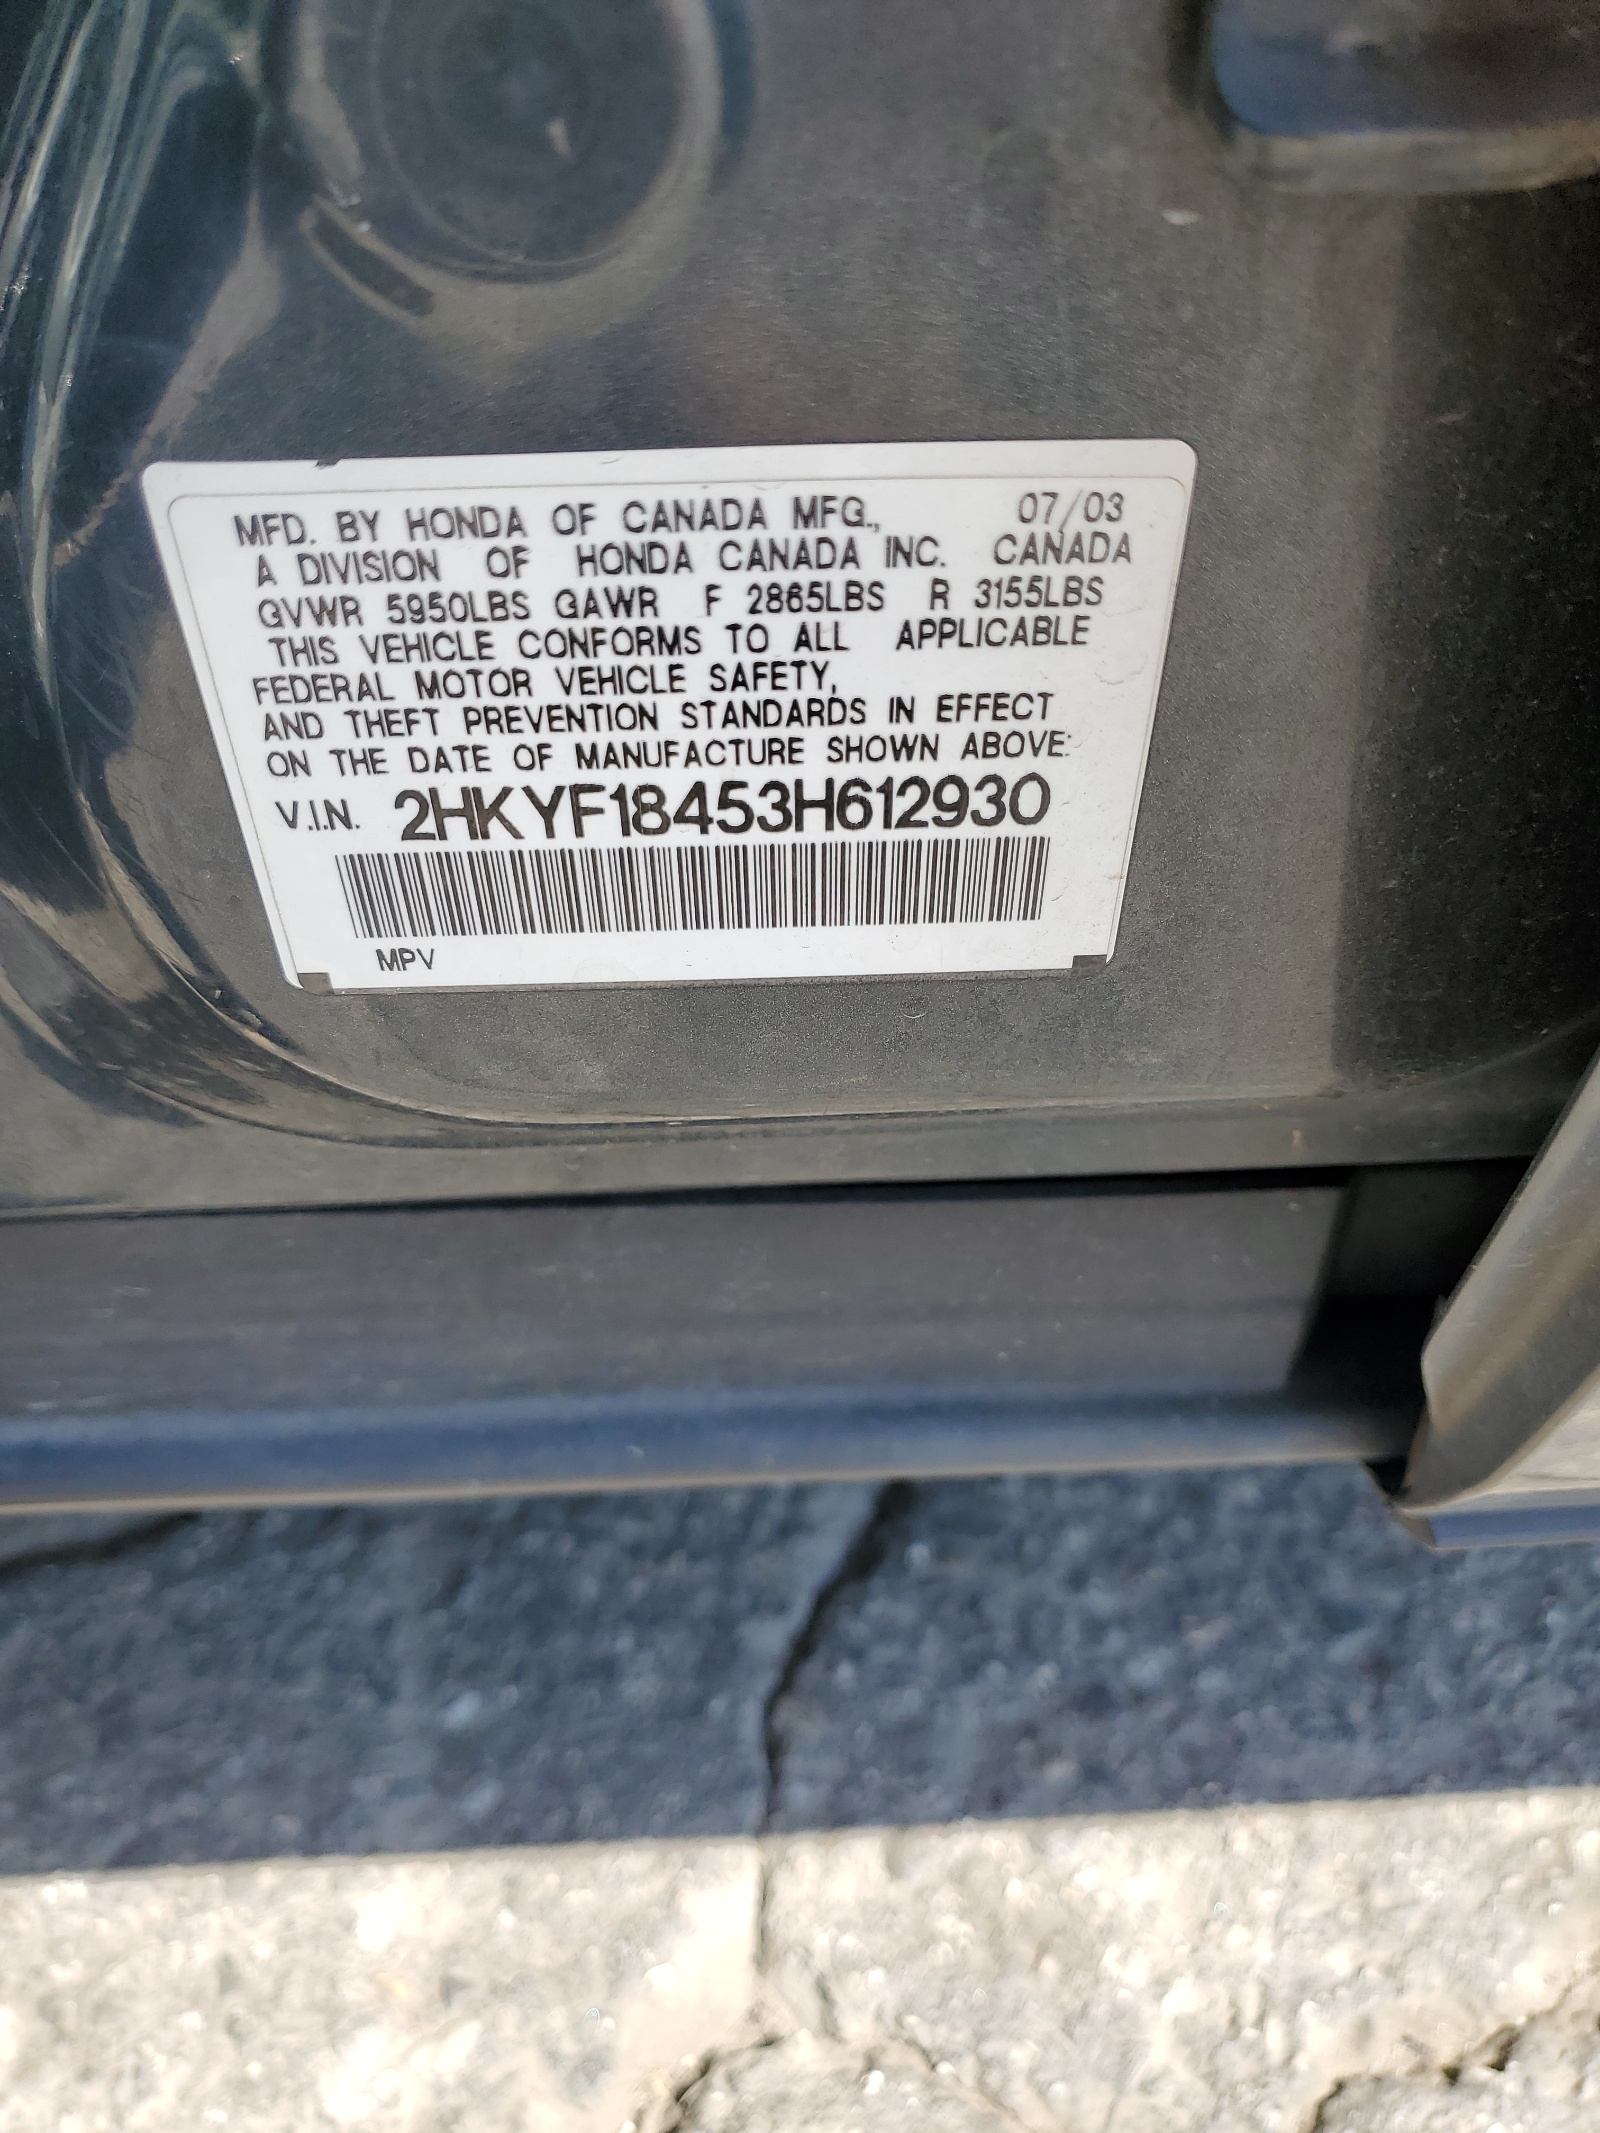 MFD. BY HONDA OF CANADA MFG., 07/03
A DIVISION OF HONDA CANADA INC. CANADA
GVWR 5950LBS GAWR F 2865LBS R 3155LBS
THIS VEHICLE CONFORMS TO ALL APPLICABLE
FEDERAL MOTOR VEHICLE SAFETY,
AND THEFT PREVENTION STANDARDS IN EFFECT
ON THE DATE OF MANUFACTURE SHOWN ABOVE:
V.I.N. 2HKYF18453H612930
MPV